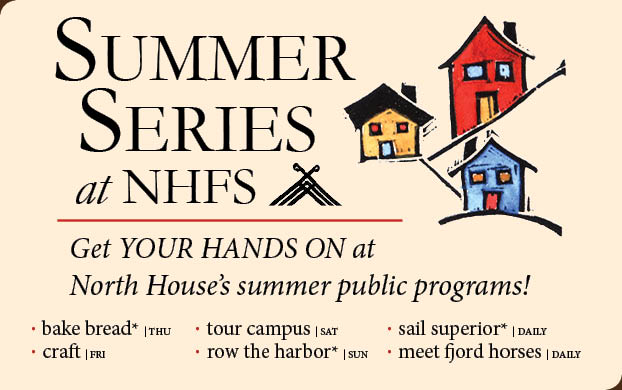 SUMMER
SERIES
at NHFS
Get YOUR HANDS ON at
North House's summer public programs!
• bake bread* | THU • tour campus | SAT • sail superior* | DAILY
• craft | FRI • row the harbor* | SUN • meet fjord horses | DAILY